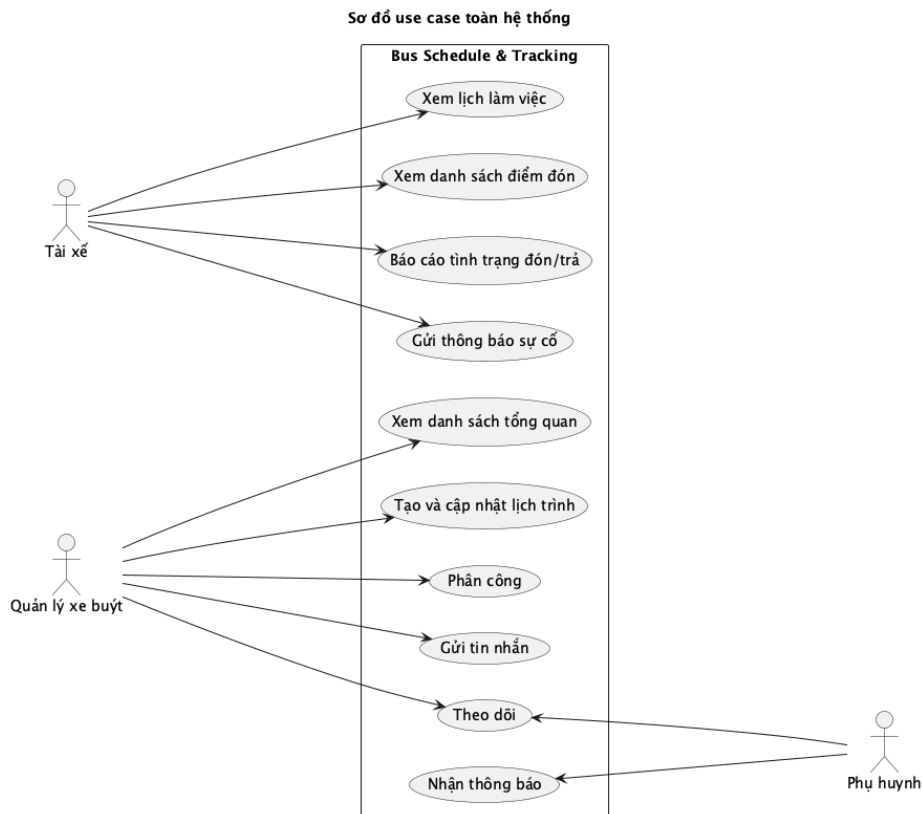 Sơ đồ use case toàn hệ thống
Bus Schedule & Tracking
Xem lịch làm việc
Xem danh sách điểm đón
Tài xế
Báo cáo tình trạng đón/trả
Gửi thông báo sự cố
Xem danh sách tổng quan
Tạo và cập nhật lịch trình
Phân công
Quản lý xe buýt
Gửi tin nhắn
Theo dõi
Nhận thông báo
Phụ huynh